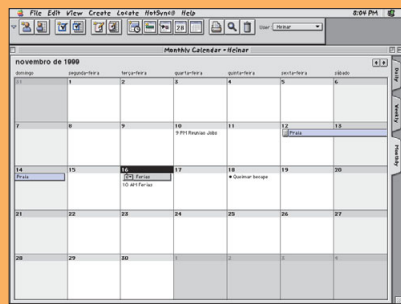 File Edit View Create Locate HotSync® Help 8:04 PM
28 User: Heinar
Monthly Calendar • Heinar
novembro de 1999
domingo segunda-feira terça-feira quarta-feira quinta-feira sexta-feira sábado
31 1 2 3 4 5 6
7 8 9 10 11 12 13
9 PM Reuniao Jobs Praia
14 15 16 17 18 19 20
Praia Ferias • Queimar bacapo
10 AM Ferias
21 22 23 24 25 26 27
28 29 30 1 2 3 4
Daily
Weekly
Monthly